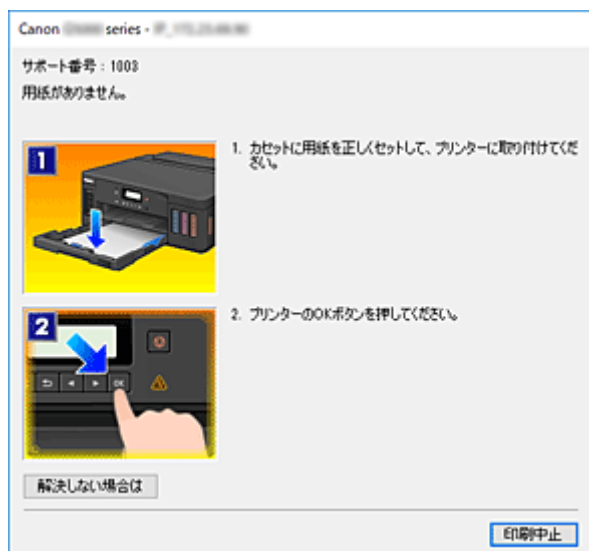 Canon series -
サポート番号：1003
用紙がありません。
1
1. カセットに用紙を正しくセットして、プリンターに取り付けてくだ
さい。
2
2. プリンターのOKボタンを押してください。
OK
解決しない場合は
印刷中止